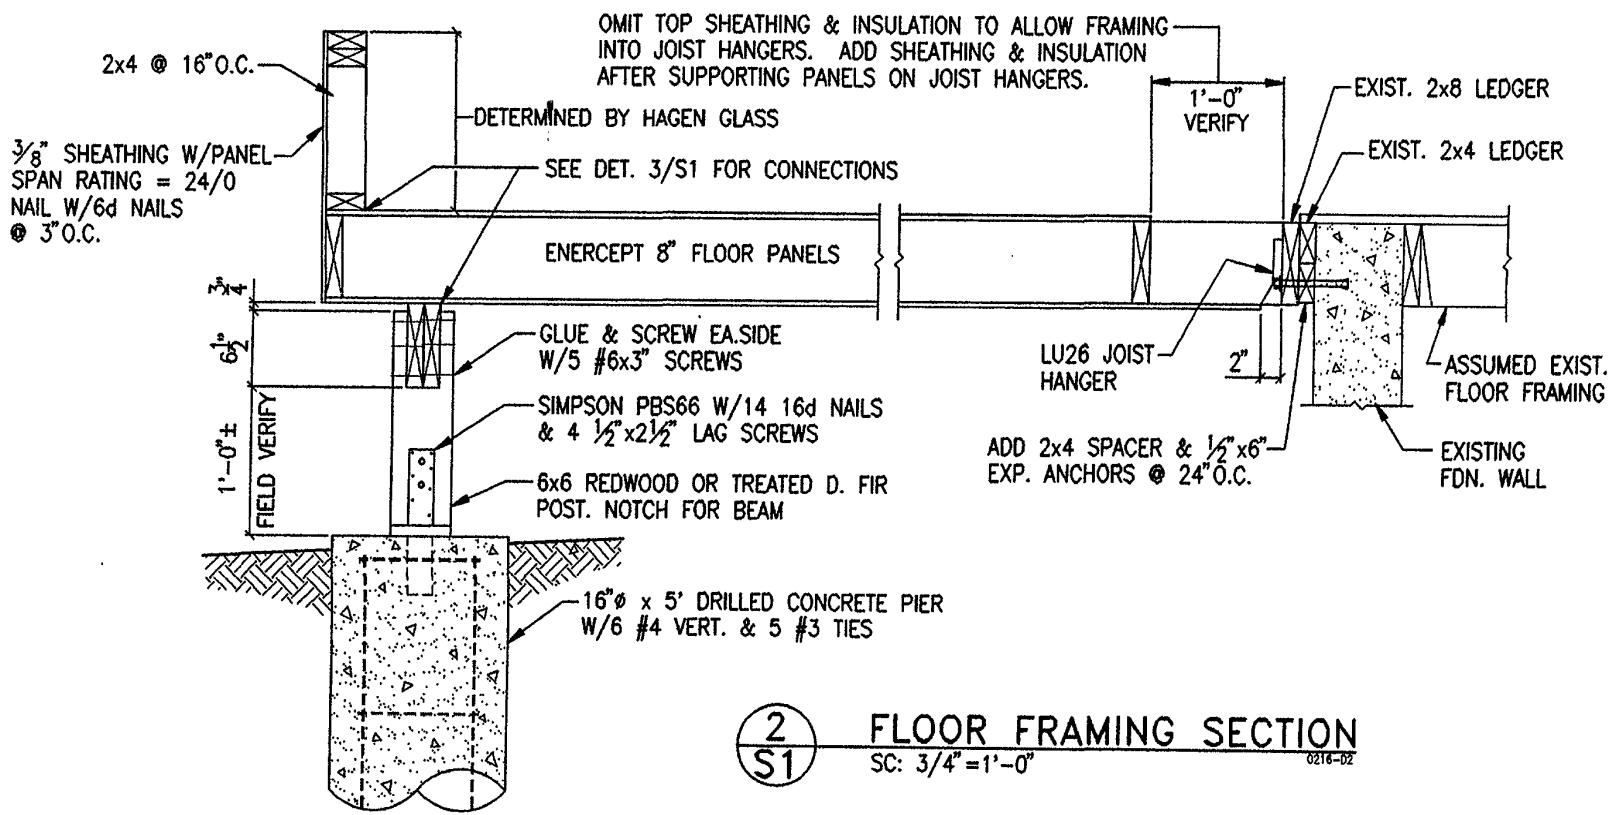 OMIT TOP SHEATHING & INSULATION TO ALLOW FRAMING
INTO JOIST HANGERS. ADD SHEATHING & INSULATION
AFTER SUPPORTING PANELS ON JOIST HANGERS.
2x4 @ 16"O.C.
1'-0"
VERIFY
EXIST. 2x8 LEDGER
DETERMINED BY HAGEN GLASS
EXIST. 2x4 LEDGER
3/8" SHEATHING W/PANEL
SPAN RATING = 24/0
NAIL W/6d NAILS
@ 3"O.C.
SEE DET. 3/S1 FOR CONNECTIONS
ENERCEPT 8" FLOOR PANELS
3/4
6 1/2"
1'-0"±
FIELD VERIFY
GLUE & SCREW EA.SIDE
W/5 #6x3" SCREWS
LU26 JOIST
HANGER
2"
ASSUMED EXIST.
FLOOR FRAMING
SIMPSON PBS66 W/14 16d NAILS
& 4 1/2"x2 1/2" LAG SCREWS
ADD 2x4 SPACER & 1/2"x6"
EXP. ANCHORS @ 24"O.C.
EXISTING
FDN. WALL
6x6 REDWOOD OR TREATED D. FIR
POST. NOTCH FOR BEAM
16"ø x 5' DRILLED CONCRETE PIER
W/6 #4 VERT. & 5 #3 TIES
2
S1
FLOOR FRAMING SECTION
SC: 3/4"=1'-0"
0216-D2